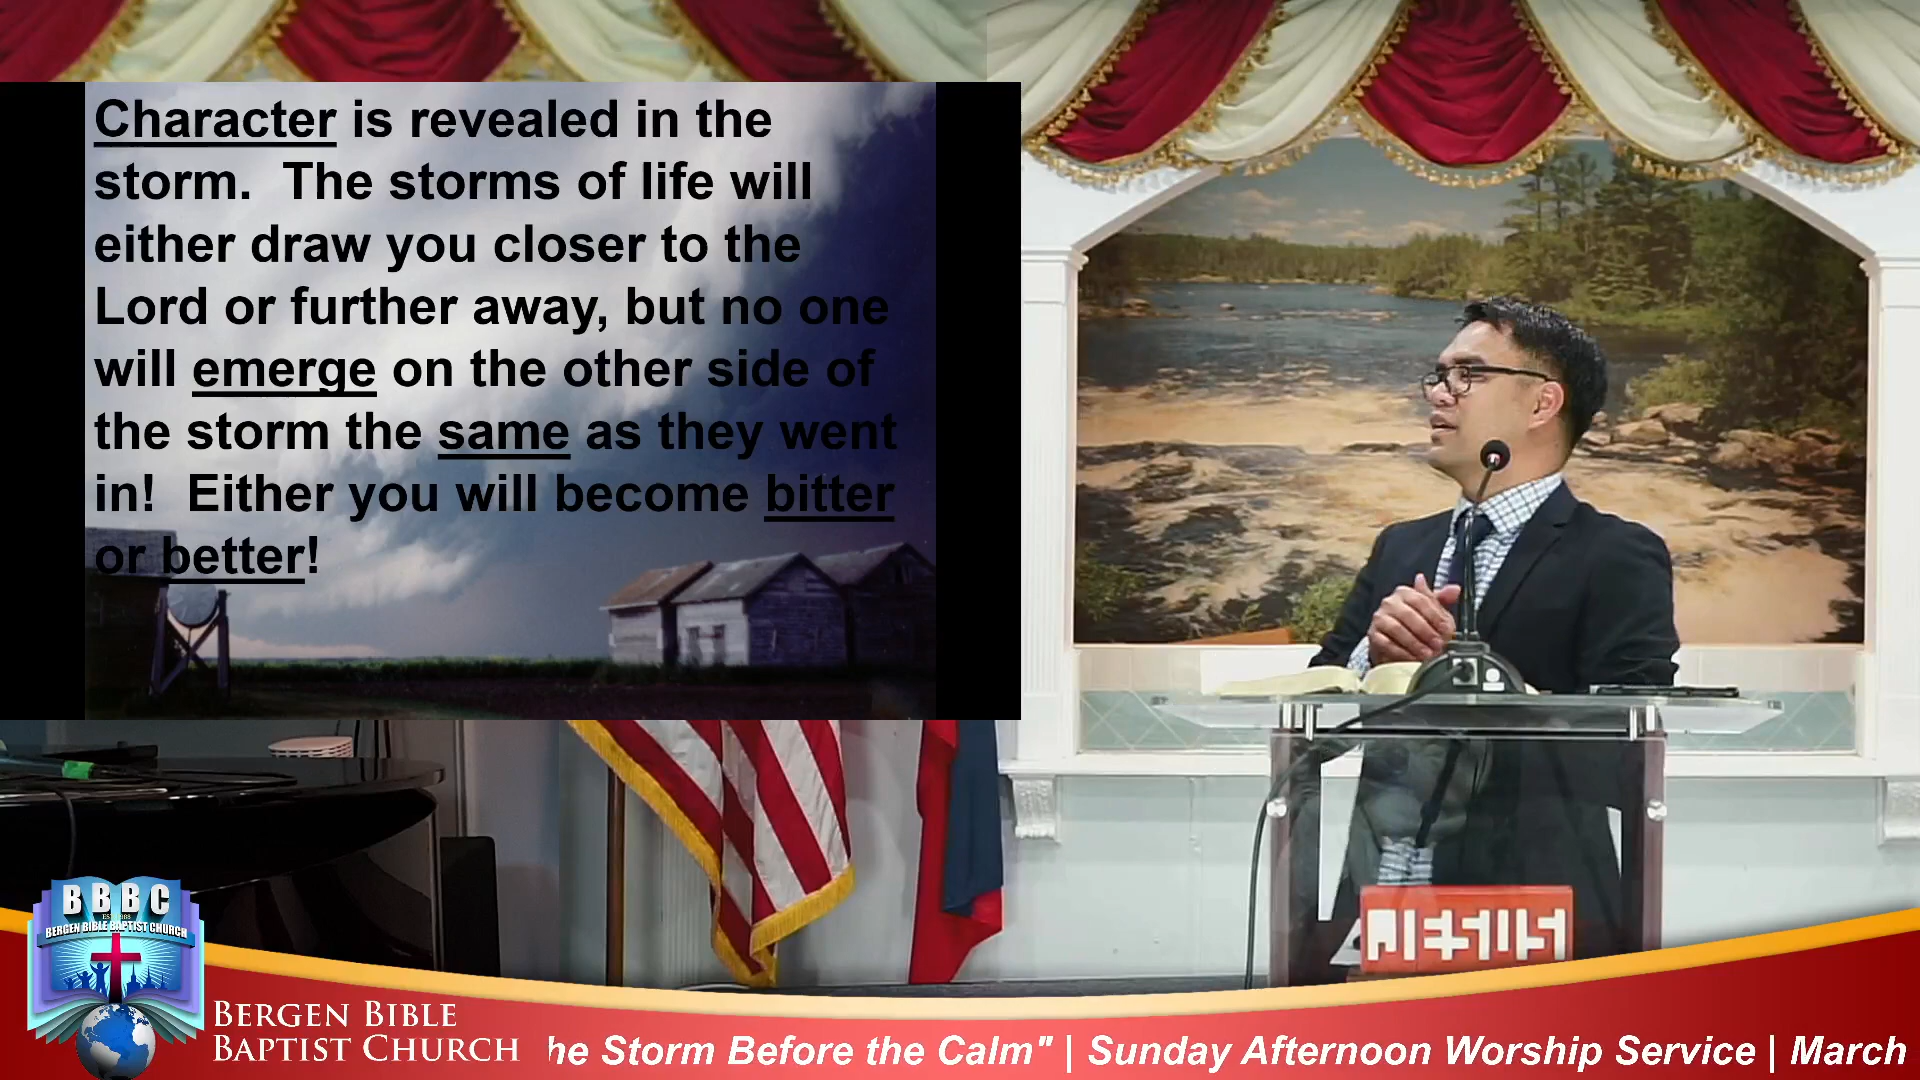 Character is revealed in the
storm.  The storms of life will
either draw you closer to the
Lord or further away, but no one
will emerge on the other side of
the storm the same as they went
in!  Either you will become bitter
or better!
BBBC
BERGEN BIBLE BAPTIST CHURCH
BERGEN BIBLE
BAPTIST CHURCH
he Storm Before the Calm" | Sunday Afternoon Worship Service | March